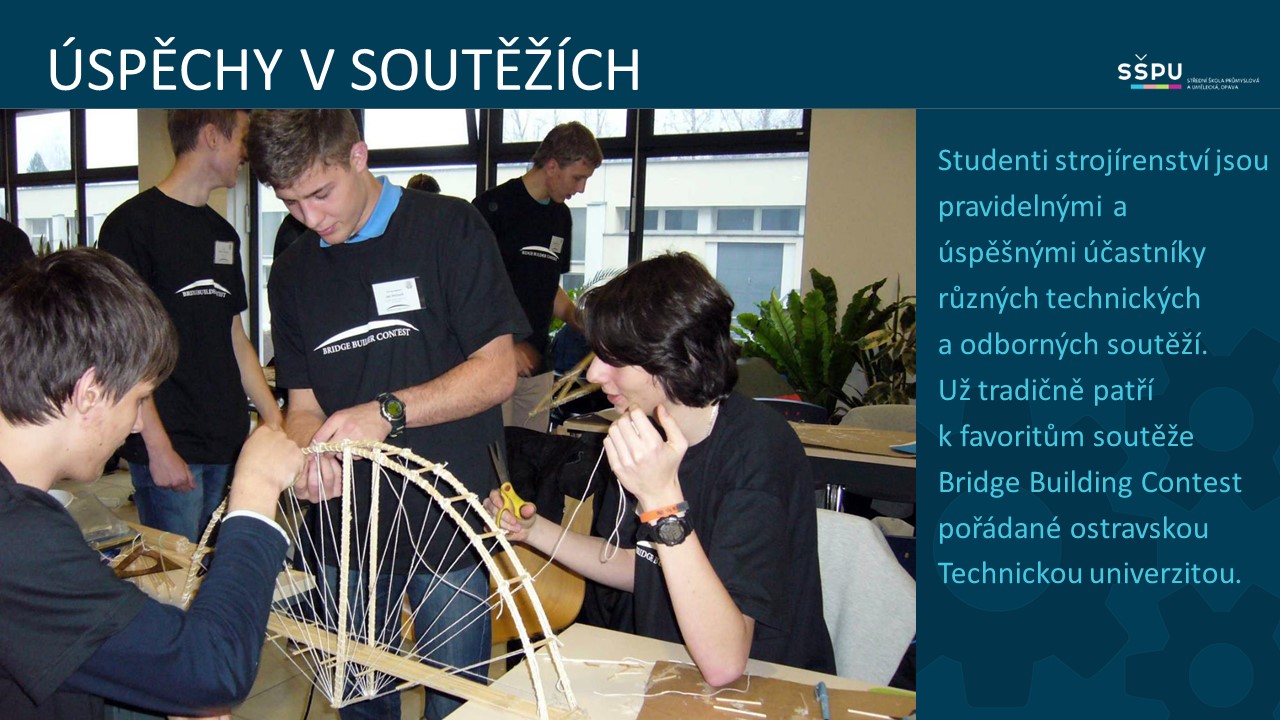 ÚSPĚCHY V SOUTĚŽÍCH
SŠPU
STŘEDNÍ ŠKOLA PRŮMYSLOVÁ
A UMĚLECKÁ, OPAVA
Studenti strojírenství jsou
pravidelnými a
úspěšnými účastníky
různých technických
a odborných soutěží.
Už tradičně patří
k favoritům soutěže
Bridge Building Contest
pořádané ostravskou
Technickou univerzitou.
BRIDGE BUILDER CONTEST
BRIDGE BUILDER CONTEST
BRIDGE BUILDER CONTEST
BRIDG